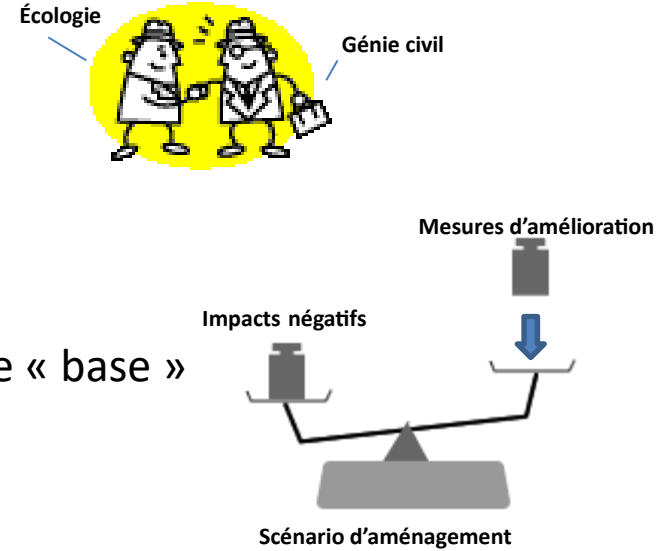 Écologie
Génie civil
Mesures d’amélioration
Impacts négatifs
e « base »
Scénario d’aménagement